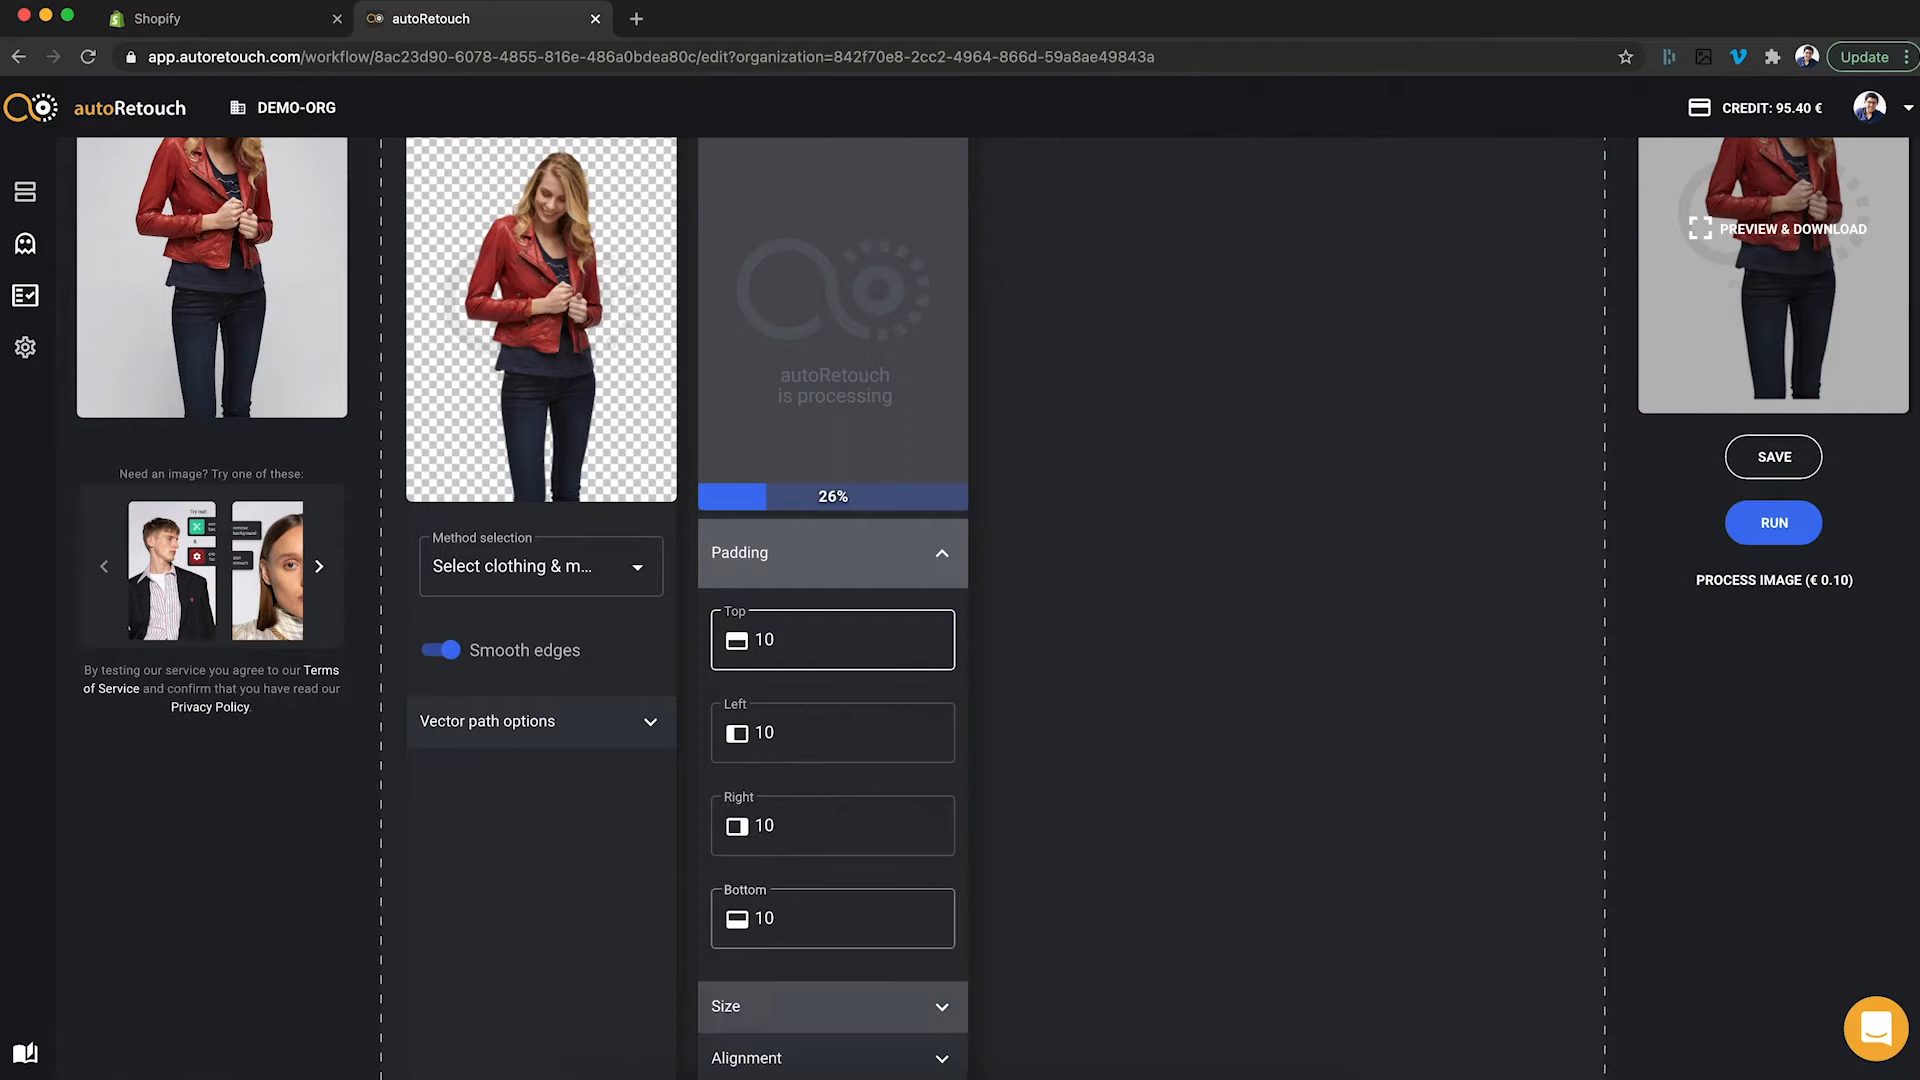 Shopify
autoRetouch
app.autoretouch.com/workflow/8ac23d90-6078-4855-816e-486a0bdea80c/edit?organization=842f70e8-2cc2-4964-866d-59a8ae49843a
Update
autoRetouch
DEMO-ORG
CREDIT: 95.40 €
PREVIEW & DOWNLOAD
autoRetouch
is processing
26%
SAVE
RUN
PROCESS IMAGE (€ 0.10)
Need an image? Try one of these:
Try out:
By testing our service you agree to our Terms
of Service and confirm that you have read our
Privacy Policy.
Method selection
Select clothing & m...
Smooth edges
Vector path options
Padding
Top
10
Left
10
Right
10
Bottom
10
Size
Alignment